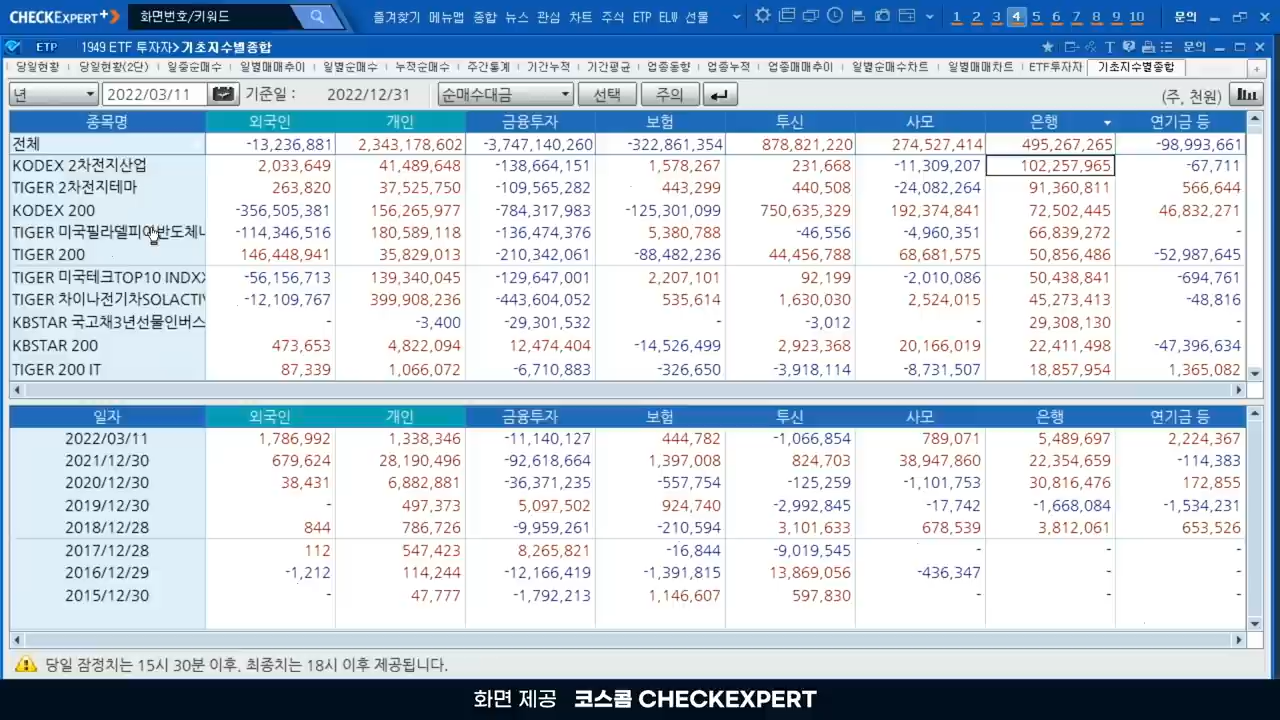 CHECKEXPERT+ 화면번호/키워드 즐겨찾기 메뉴맵 종합 뉴스 관심 차트 주식 ETP ELW 선물 1 2 3 4 5 6 7 8 9 10 문의
ETP 1949 ETF 투자자>기초지수별종합 문의
당일현황 당일현황(2단) 일중순매수 일별매매추이 일별순매수 누적순매수 주간통계 기간누적 기간평균 업종동향 업종누적 업종매매추이 일별순매수차트 일별매매차트 ETF투자자 기초지수별종합
년 2022/03/11 기준일 : 2022/12/31 순매수대금 선택 주의 (주, 천원)
종목명 외국인 개인 금융투자 보험 투신 사모 은행 연기금 등
전체 -13,236,881 2,343,178,602 -3,747,140,260 -322,861,354 878,821,220 274,527,414 495,267,265 -98,993,661
KODEX 2차전지산업 2,033,649 41,489,648 -138,664,151 1,578,267 231,668 -11,309,207 102,257,965 -67,711
TIGER 2차전지테마 263,820 37,525,750 -109,565,282 443,299 440,508 -24,082,264 91,360,811 566,644
KODEX 200 -356,505,381 156,265,977 -784,317,983 -125,301,099 750,635,329 192,374,841 72,502,445 46,832,271
TIGER 미국필라델피아반도체나 -114,346,516 180,589,118 -136,474,376 5,380,788 -46,556 -4,960,351 66,839,272 -
TIGER 200 146,448,941 35,829,013 -210,342,061 -88,482,236 44,456,788 68,681,575 50,856,486 -52,987,645
TIGER 미국테크TOP10 INDXX -56,156,713 139,340,045 -129,647,001 2,207,101 92,199 -2,010,086 50,438,841 -694,761
TIGER 차이나전기차SOLACTIV -12,109,767 399,908,236 -443,604,052 535,614 1,630,030 2,524,015 45,273,413 -48,816
KBSTAR 국고채3년선물인버스 - -3,400 -29,301,532 - -3,012 - 29,308,130 -
KBSTAR 200 473,653 4,822,094 12,474,404 -14,526,499 2,923,368 20,166,019 22,411,498 -47,396,634
TIGER 200 IT 87,339 1,066,072 -6,710,883 -326,650 -3,918,114 -8,731,507 18,857,954 1,365,082
일자 외국인 개인 금융투자 보험 투신 사모 은행 연기금 등
2022/03/11 1,786,992 1,338,346 -11,140,127 444,782 -1,066,854 789,071 5,489,697 2,224,367
2021/12/30 679,624 28,190,496 -92,618,664 1,397,008 824,703 38,947,860 22,354,659 -114,383
2020/12/30 38,431 6,882,881 -36,371,235 -557,754 -125,259 -1,101,753 30,816,476 172,855
2019/12/30 - 497,373 5,097,502 924,740 -2,992,845 -17,742 -1,668,084 -1,534,231
2018/12/28 844 786,726 -9,959,261 -210,594 3,101,633 678,539 3,812,061 653,526
2017/12/28 112 547,423 8,265,821 -16,844 -9,019,545 - - -
2016/12/29 -1,212 114,244 -12,166,419 -1,391,815 13,869,056 -436,347 - -
2015/12/30 - 47,777 -1,792,213 1,146,607 597,830 - - -
당일 잠정치는 15시 30분 이후, 최종치는 18시 이후 제공됩니다.
화면 제공 코스콤 CHECKEXPERT